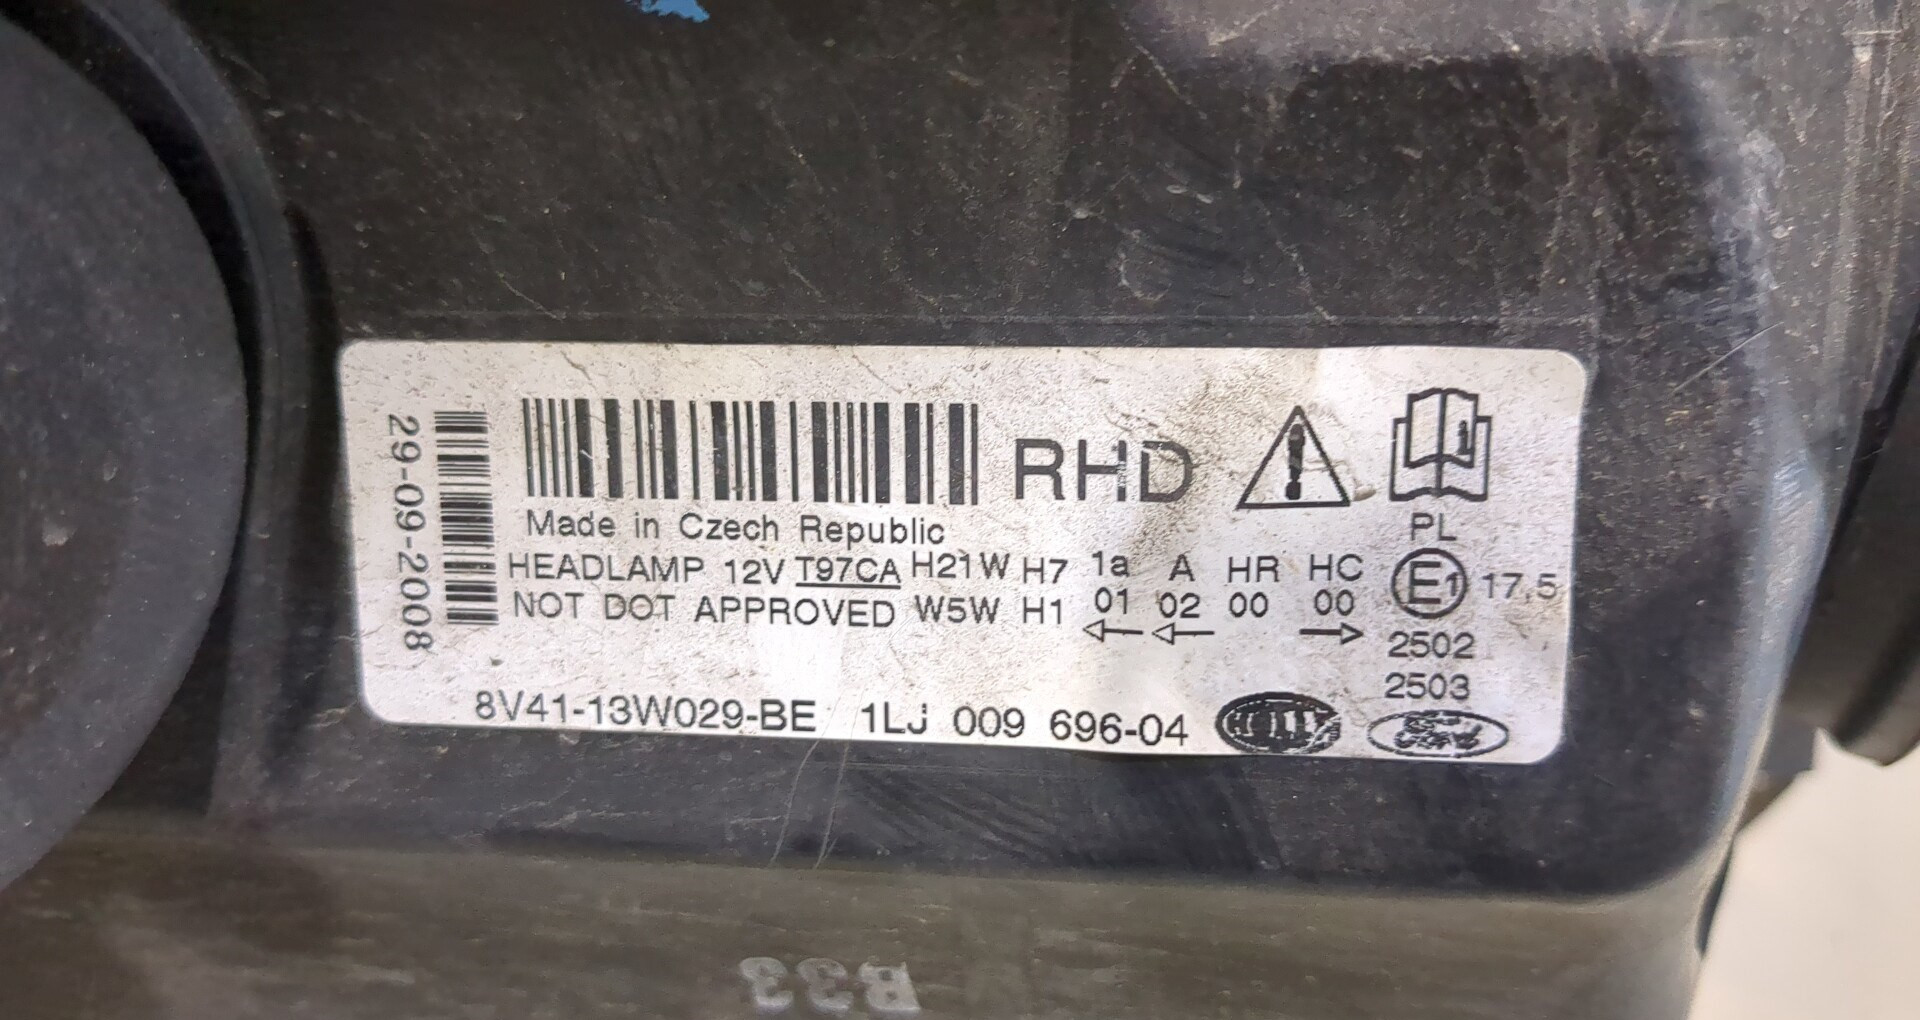 29-09-2008
RHD
Made in Czech Republic
PL
HEADLAMP 12V T97CA H21W H7 1a A HR HC E1 17,5
NOT DOT APPROVED W5W H1 01 02 00 00
2502
2503
8V41-13W029-BE 1LJ 009 696-04